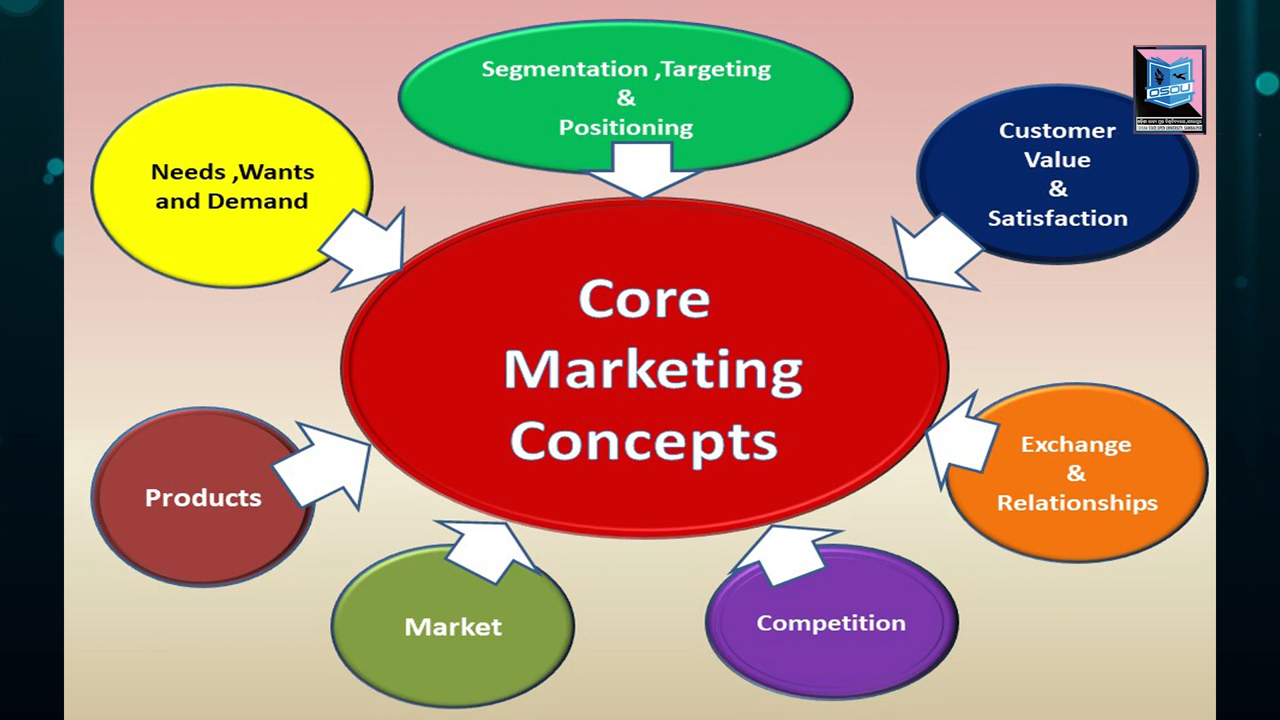 Segmentation ,Targeting
&
Positioning
Needs ,Wants
and Demand
Customer
Value
&
Satisfaction
OSOU
Core
Marketing
Concepts
Exchange
&
Relationships
Products
Market
Competition